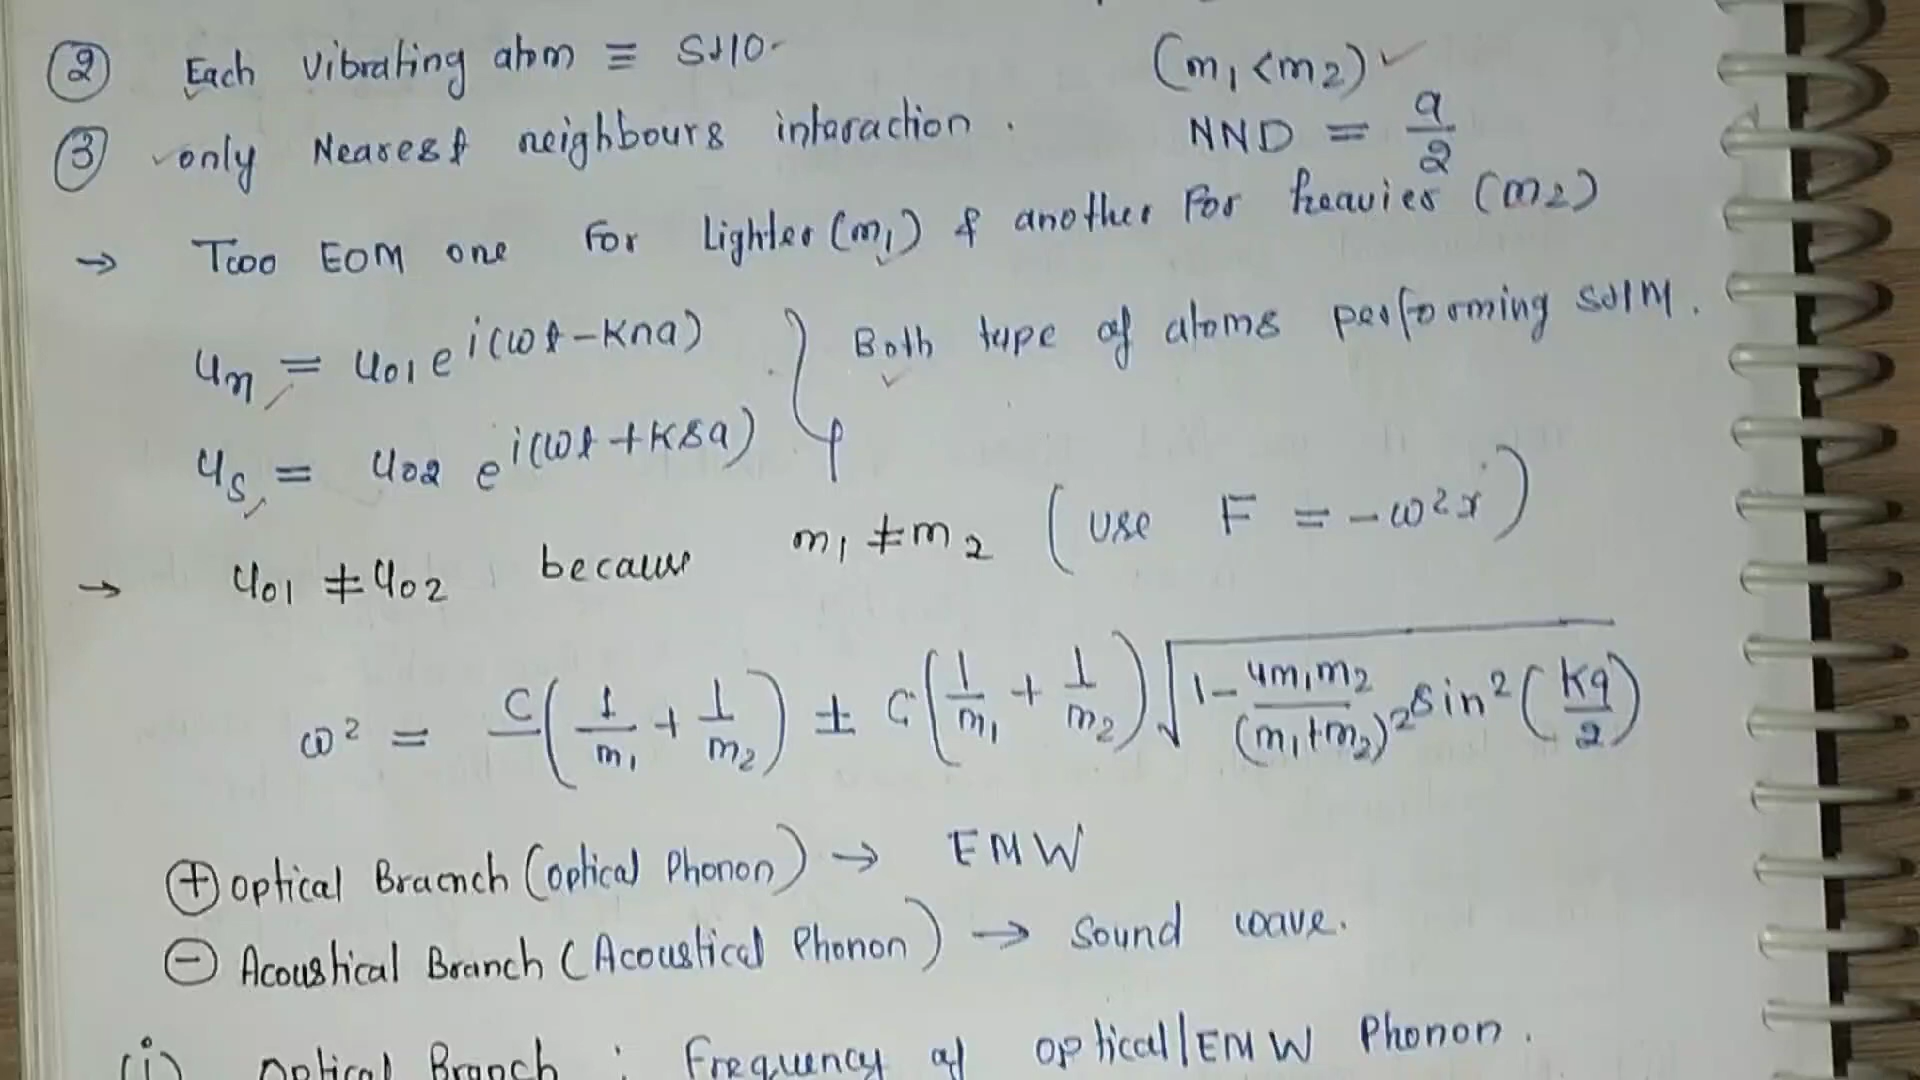 ② Each vibrating atom ≡ SHO
(m₁ < m₂)
③ only Nearest neighbours interaction .
NND = a/2
→ Two EOM one For Lighter (m₁) & another For heavier (m₂)
uₙ = u₀₁ e^i(ωt-Kna)
Both type of atoms performing SHM .
uₛ = u₀₂ e^i(ωt+Ksa)
→ u₀₁ ≠ u₀₂ because m₁ ≠ m₂ (use F = -ω²x)
ω² = C(1/m₁ + 1/m₂) ± C(1/m₁ + 1/m₂)√(1 - 4m₁m₂/(m₁+m₂)² sin²(Ka/2))
⊕ optical Bracnch (optical Phonon) → EMW
⊖ Acoustical Branch (Acoustical Phonon) → Sound wave.
(i) Optical Branch : Frequency of optical/EMW Phonon .